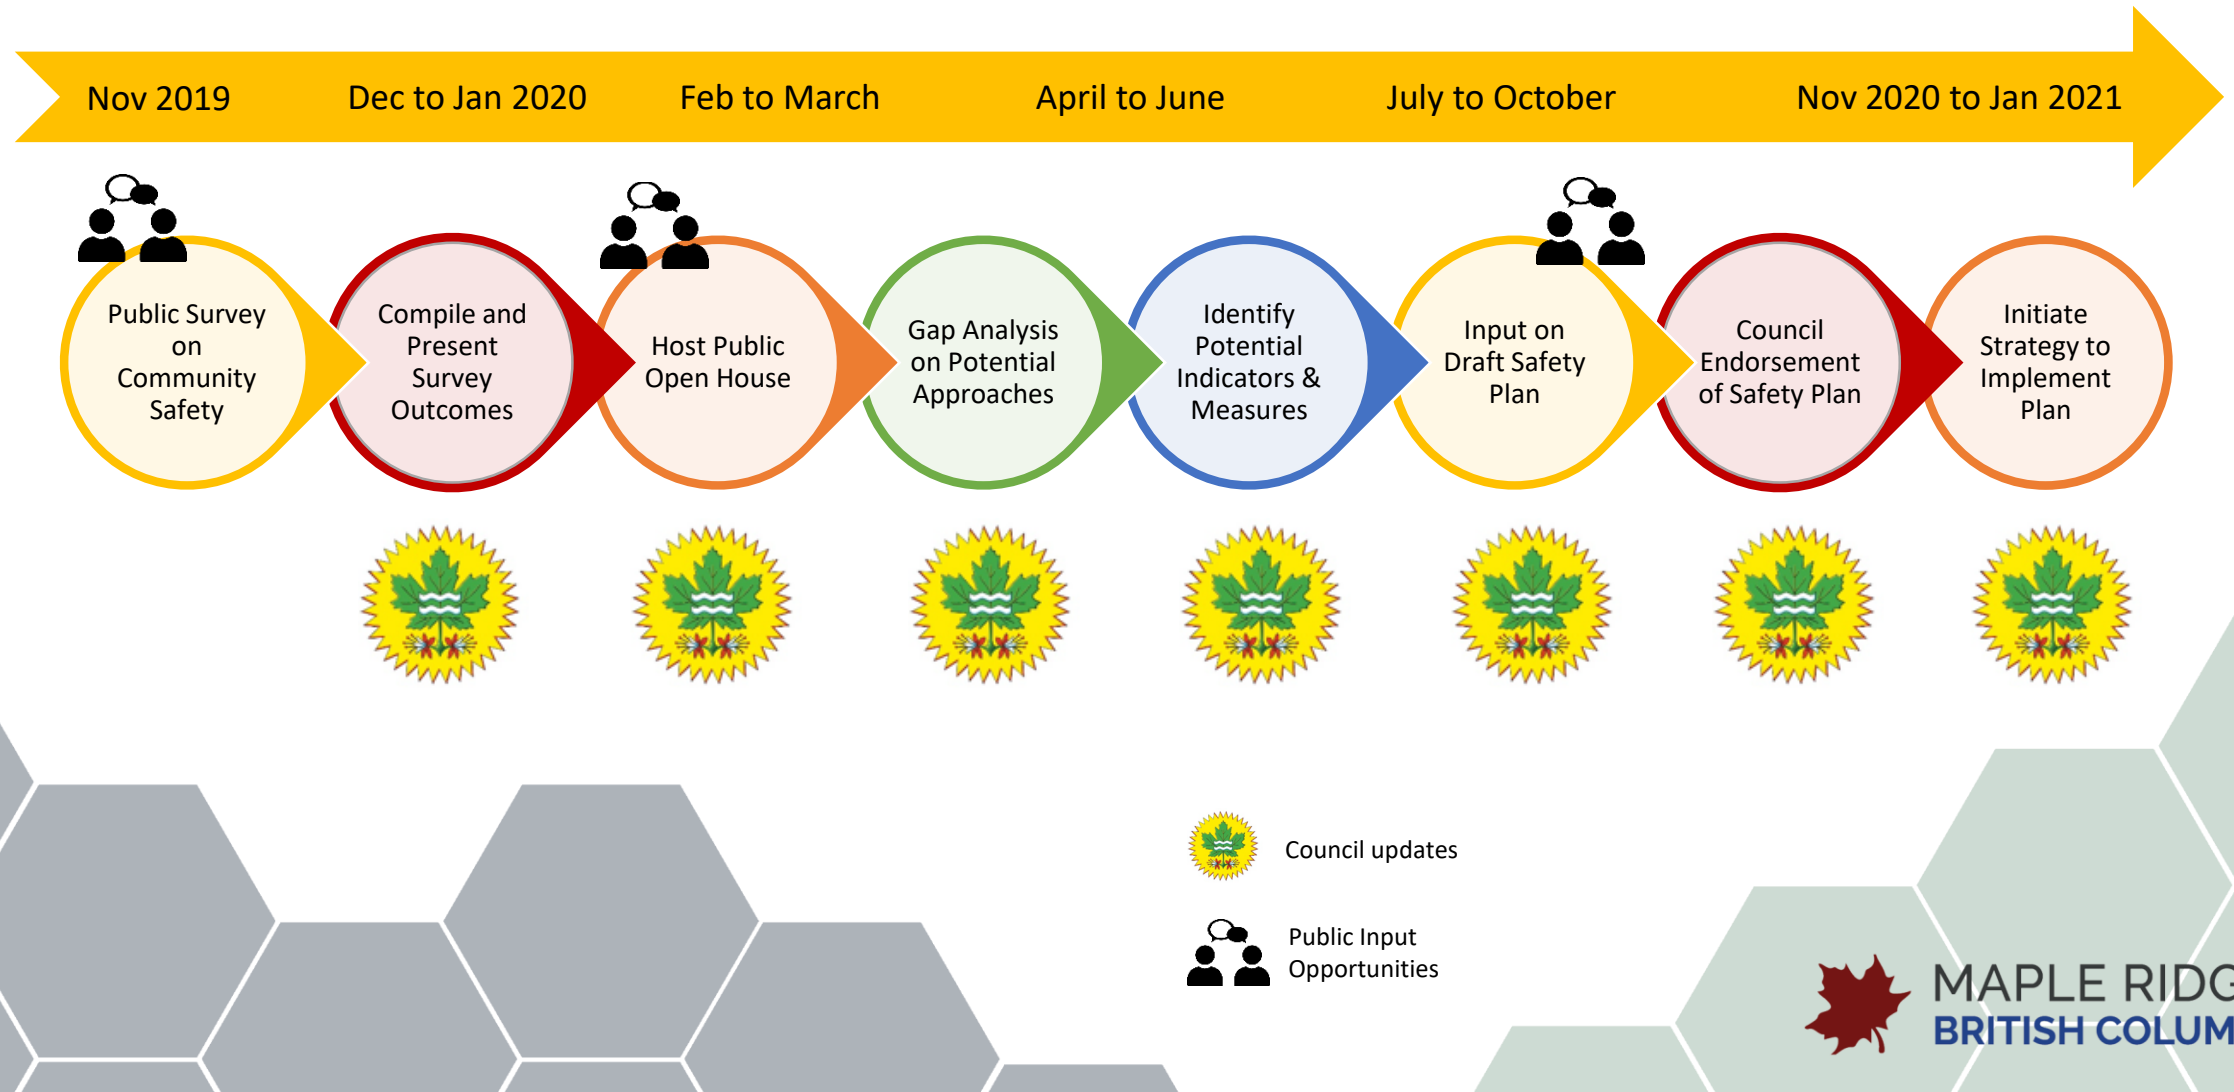 Nov 2019
Dec to Jan 2020
Feb to March
April to June
July to October
Nov 2020 to Jan 2021
Public Survey
on
Community
Safety
Compile and
Present
Survey
Outcomes
Host Public
Open House
Gap Analysis
on Potential
Approaches
Identify
Potential
Indicators &
Measures
Input on
Draft Safety
Plan
Council
Endorsement
of Safety Plan
Initiate
Strategy to
Implement
Plan
Council updates
Public Input
Opportunities
MAPLE RIDG
BRITISH COLUM